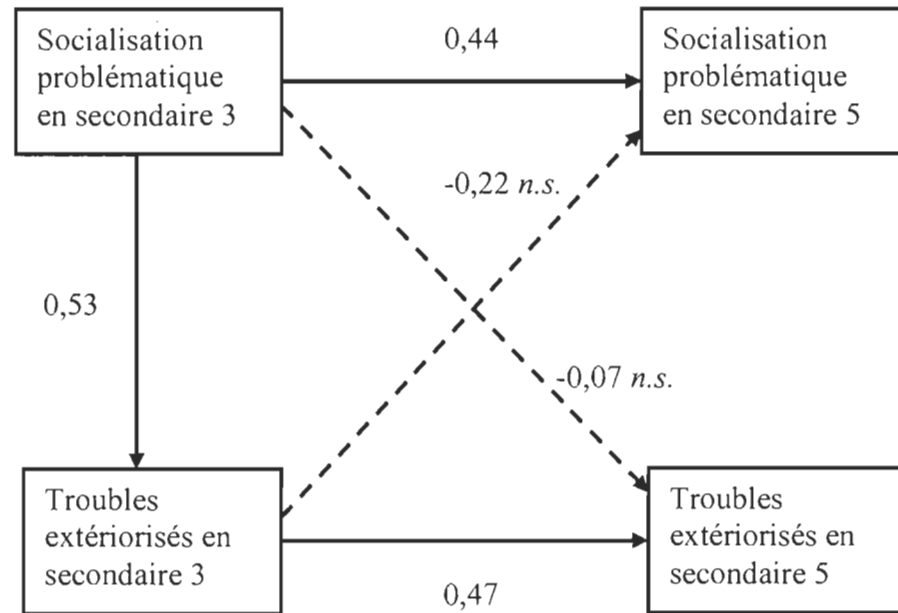 Socialisation
problématique
en secondaire 3
0,44
Socialisation
problématique
en secondaire 5
-0,22 n.s.
0,53
-0,07 n.s.
Troubles
extériorisés en
secondaire 3
0,47
Troubles
extériorisés en
secondaire 5